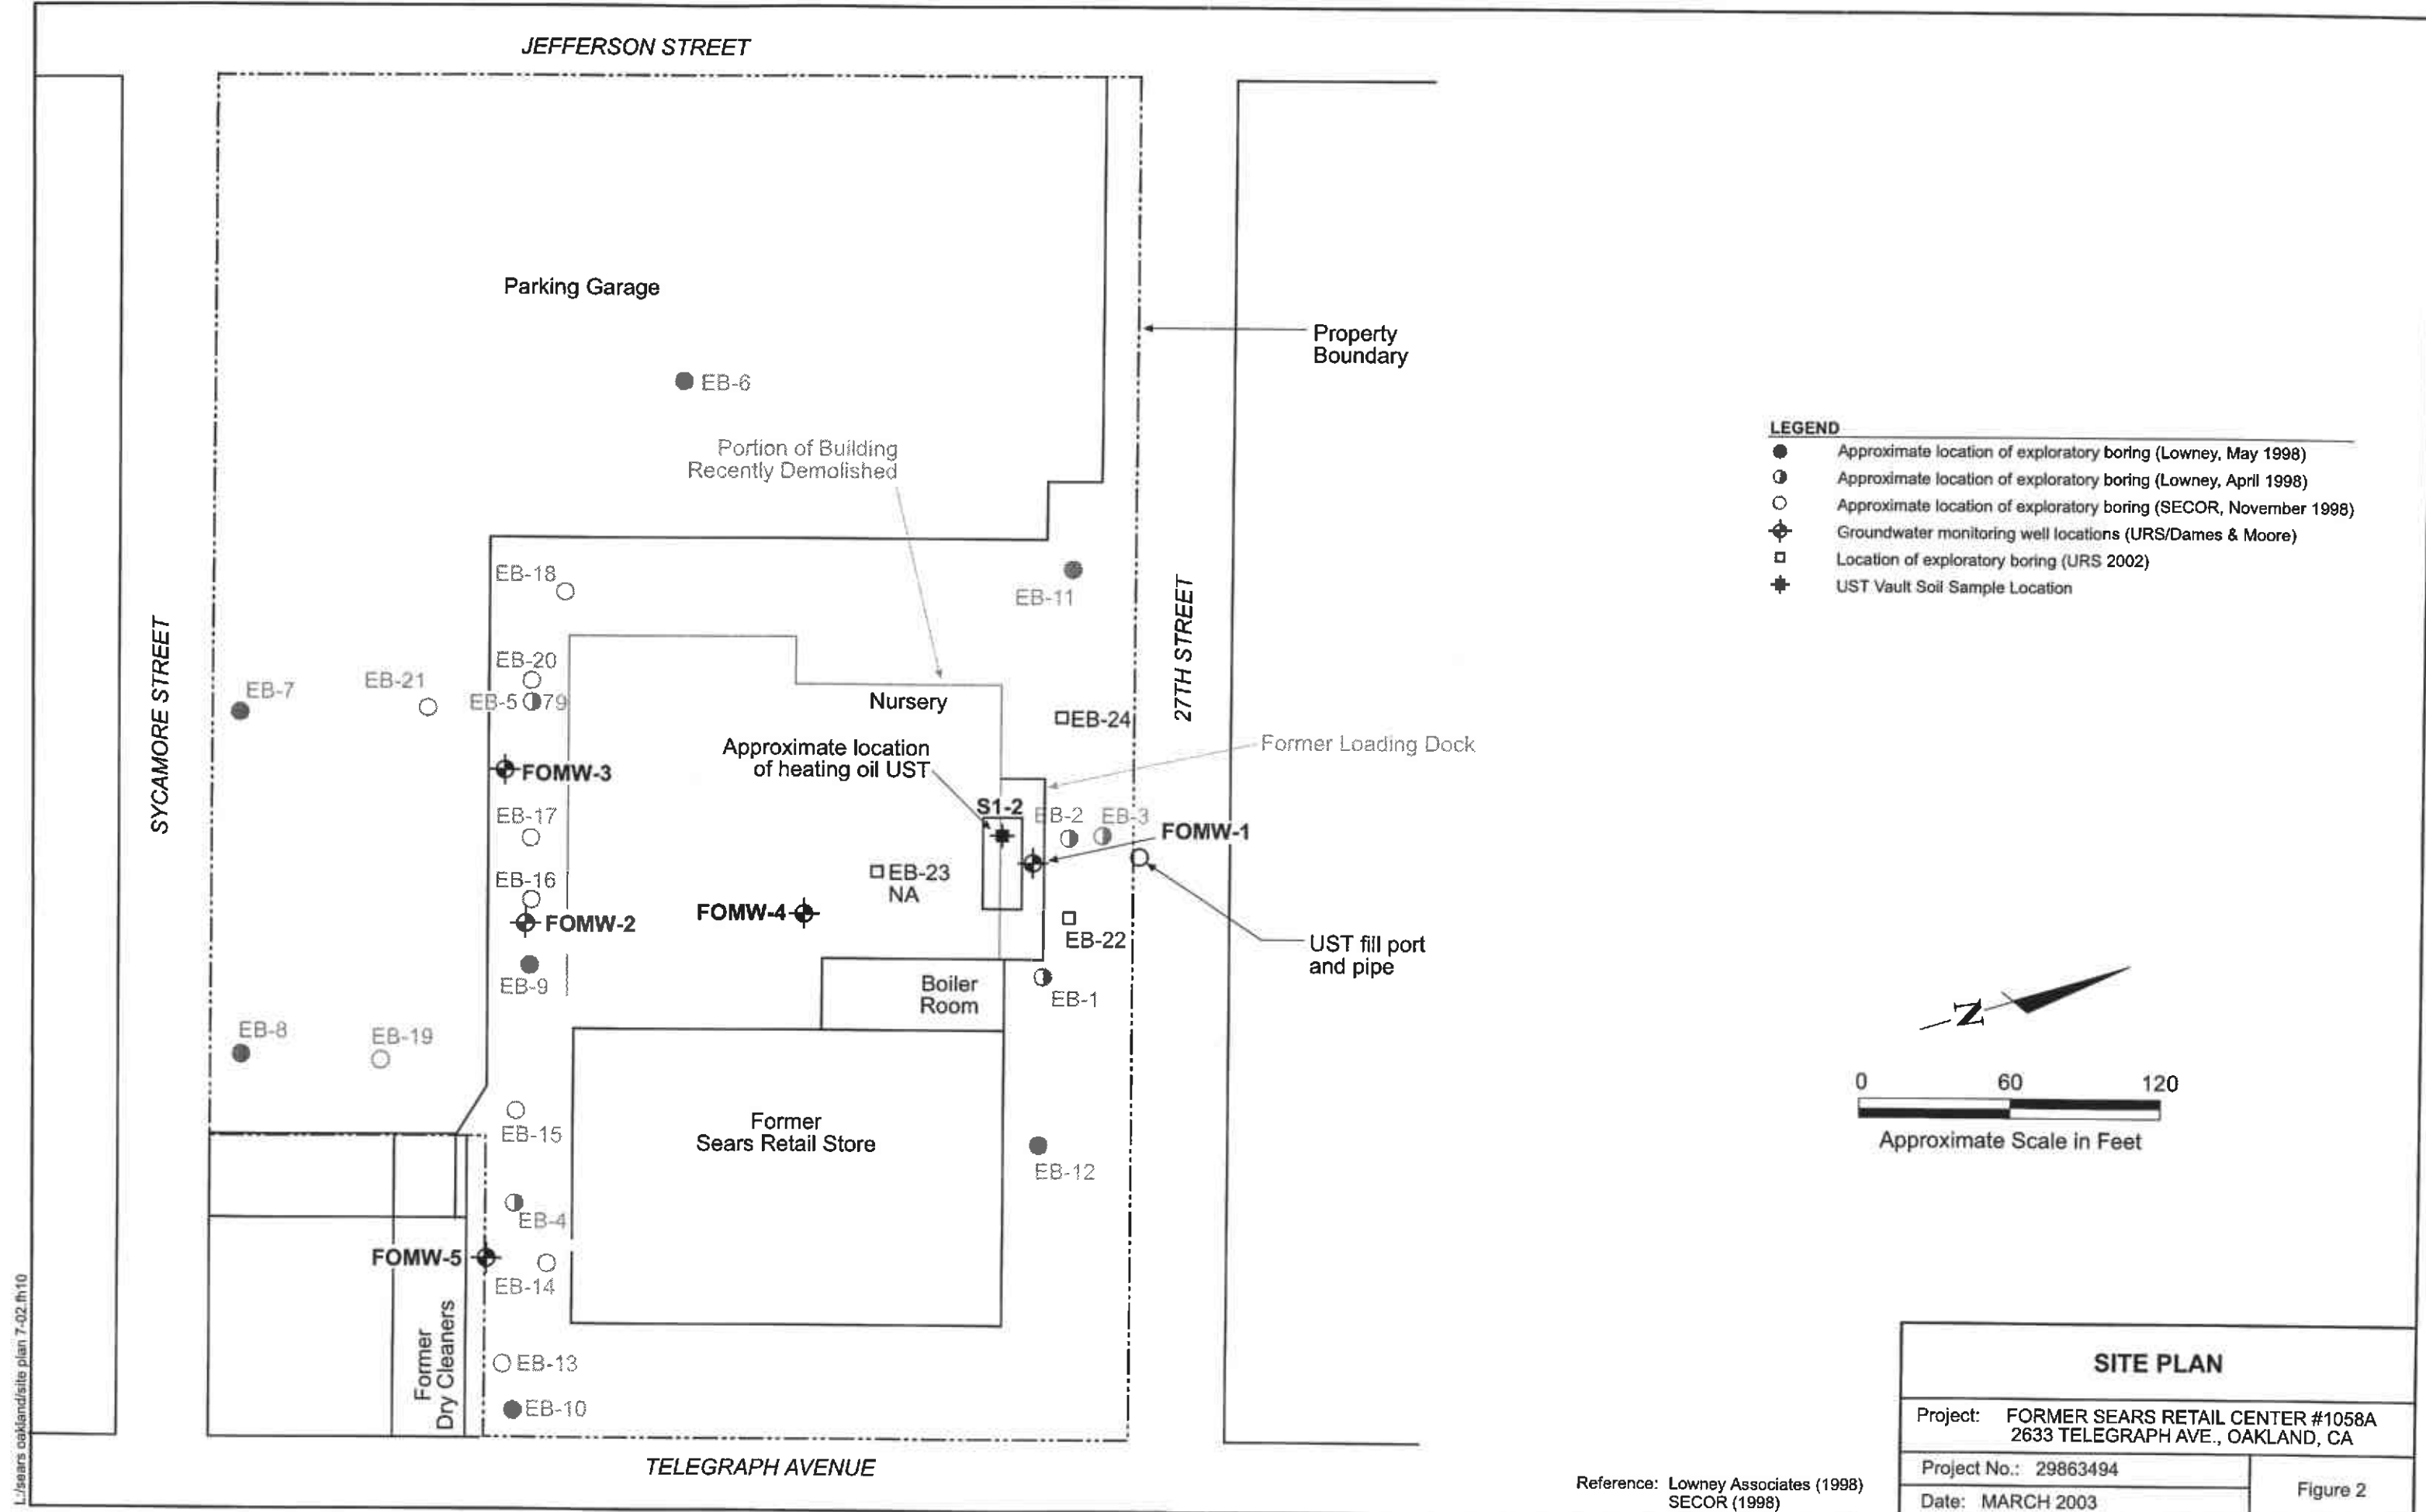 JEFFERSON STREET
Parking Garage
Property
Boundary
EB-6
Portion of Building
Recently Demolished
LEGEND
Approximate location of exploratory boring (Lowney, May 1998)
Approximate location of exploratory boring (Lowney, April 1998)
Approximate location of exploratory boring (SECOR, November 1998)
Groundwater monitoring well locations (URS/Dames & Moore)
Location of exploratory boring (URS 2002)
UST Vault Soil Sample Location
EB-18
EB-11
SYCAMORE STREET
27TH STREET
EB-20
EB-7
EB-21
EB-5
79
Nursery
EB-24
Approximate location
of heating oil UST
Former Loading Dock
FOMW-3
S1-2
EB-2
EB-3
FOMW-1
EB-17
EB-23
NA
EB-16
FOMW-4
FOMW-2
EB-22
UST fill port
and pipe
EB-9
Boiler
Room
EB-1
N
EB-8
EB-19
0 60 120
Approximate Scale in Feet
EB-15
Former
Sears Retail Store
EB-12
EB-4
FOMW-5
EB-14
Former
Dry Cleaners
EB-13
EB-10
TELEGRAPH AVENUE
L:/sears oakland/site plan 7-02.fh10
Reference: Lowney Associates (1998)
SECOR (1998)
SITE PLAN
Project: FORMER SEARS RETAIL CENTER #1058A
2633 TELEGRAPH AVE., OAKLAND, CA
Project No.: 29863494
Date: MARCH 2003
Figure 2